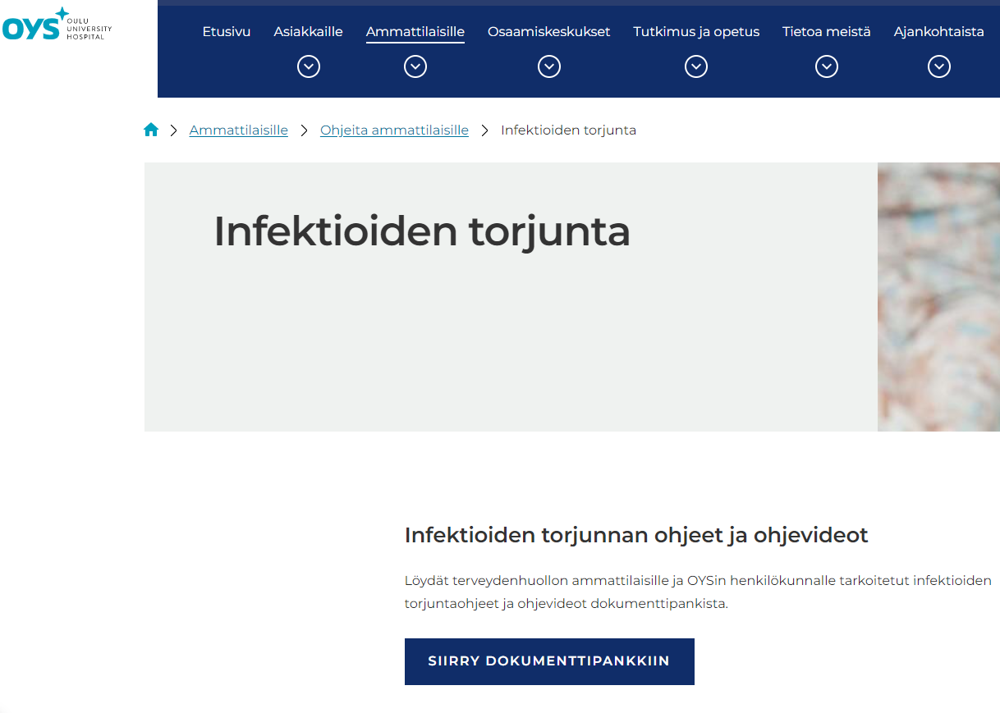 OYS OULU
UNIVERSITY
HOSPITAL
Etusivu Asiakkaille Ammattilaisille Osaamiskeskukset Tutkimus ja opetus Tietoa meistä Ajankohtaista
Ammattilaisille Ohjeita ammattilaisille Infektioiden torjunta
Infektioiden torjunta
Infektioiden torjunnan ohjeet ja ohjevideot
Löydät terveydenhuollon ammattilaisille ja OYSin henkilökunnalle tarkoitetut infektioiden
torjuntaohjeet ja ohjevideot dokumenttipankista.
SIIRRY DOKUMENTTIPANKKIIN